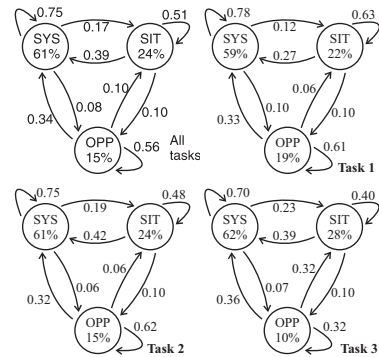 0.75
0.17
0.51
SYS
61%
SIT
24%
0.39
0.08
0.10
0.34
0.10
OPP
15%
0.56
All
tasks
0.78
0.12
0.63
SYS
59%
SIT
22%
0.27
0.06
0.10
0.10
0.33
OPP
19%
0.61
Task 1
0.75
0.19
0.48
SYS
61%
SIT
24%
0.42
0.06
0.06
0.10
0.32
OPP
15%
0.62
Task 2
0.70
0.23
0.40
SYS
62%
SIT
28%
0.39
0.32
0.07
0.10
0.36
OPP
10%
0.32
Task 3